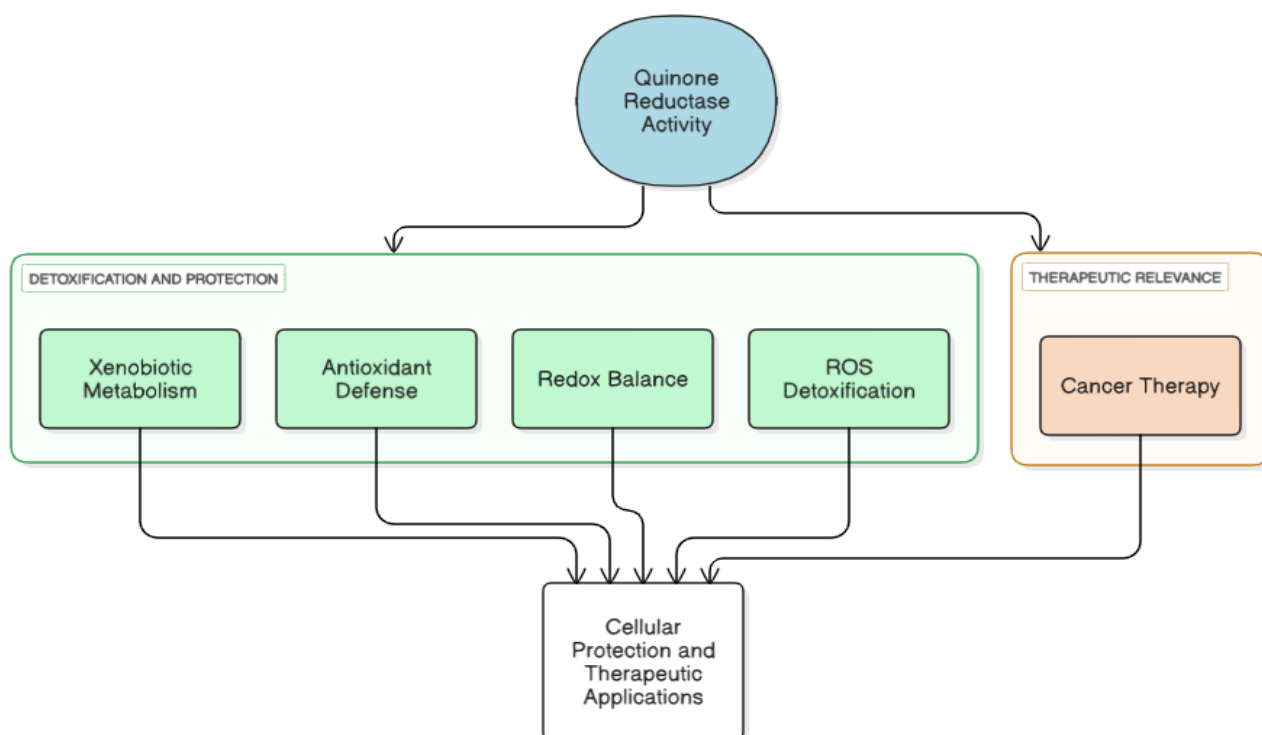 Quinone
Reductase
Activity
DETOXIFICATION AND PROTECTION
THERAPEUTIC RELEVANCE
Xenobiotic
Metabolism
Antioxidant
Defense
Redox Balance
ROS
Detoxification
Cancer Therapy
Cellular
Protection and
Therapeutic
Applications